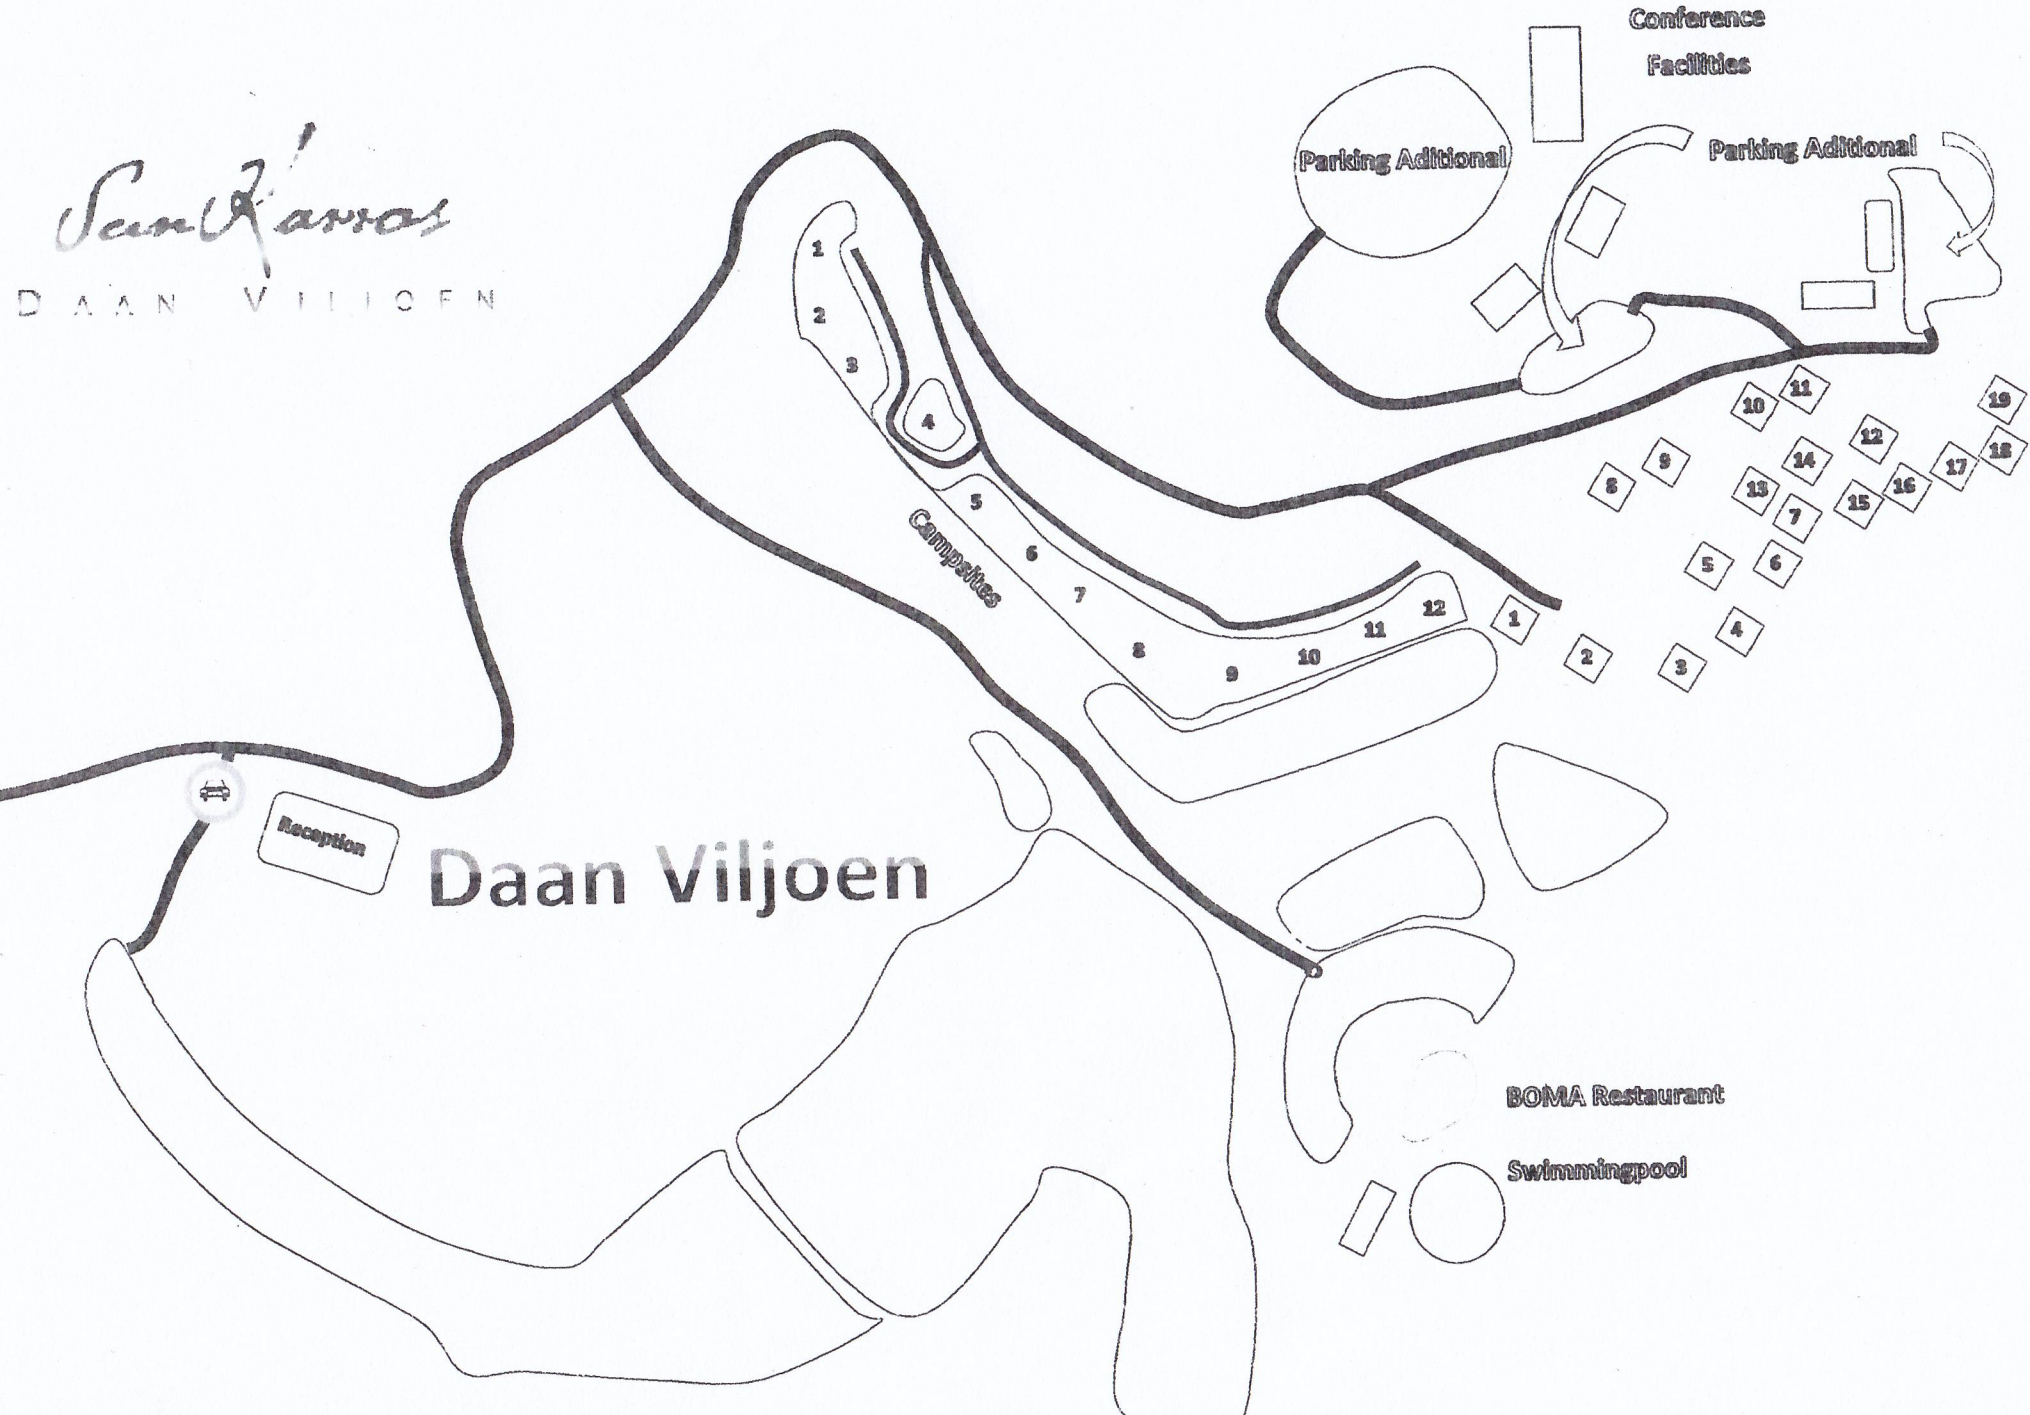 Sun Karros
DAAN VILJOEN
Conference
Facilities
Parking Aditional
Parking Aditional
1
2
3
4
5
6
7
8
9
10
11
12
Campsites
11
10
19
12
18
9
14
17
8
13
16
15
7
5
6
1
4
2
3
Reception
Daan Viljoen
BOMA Restaurant
Swimmingpool